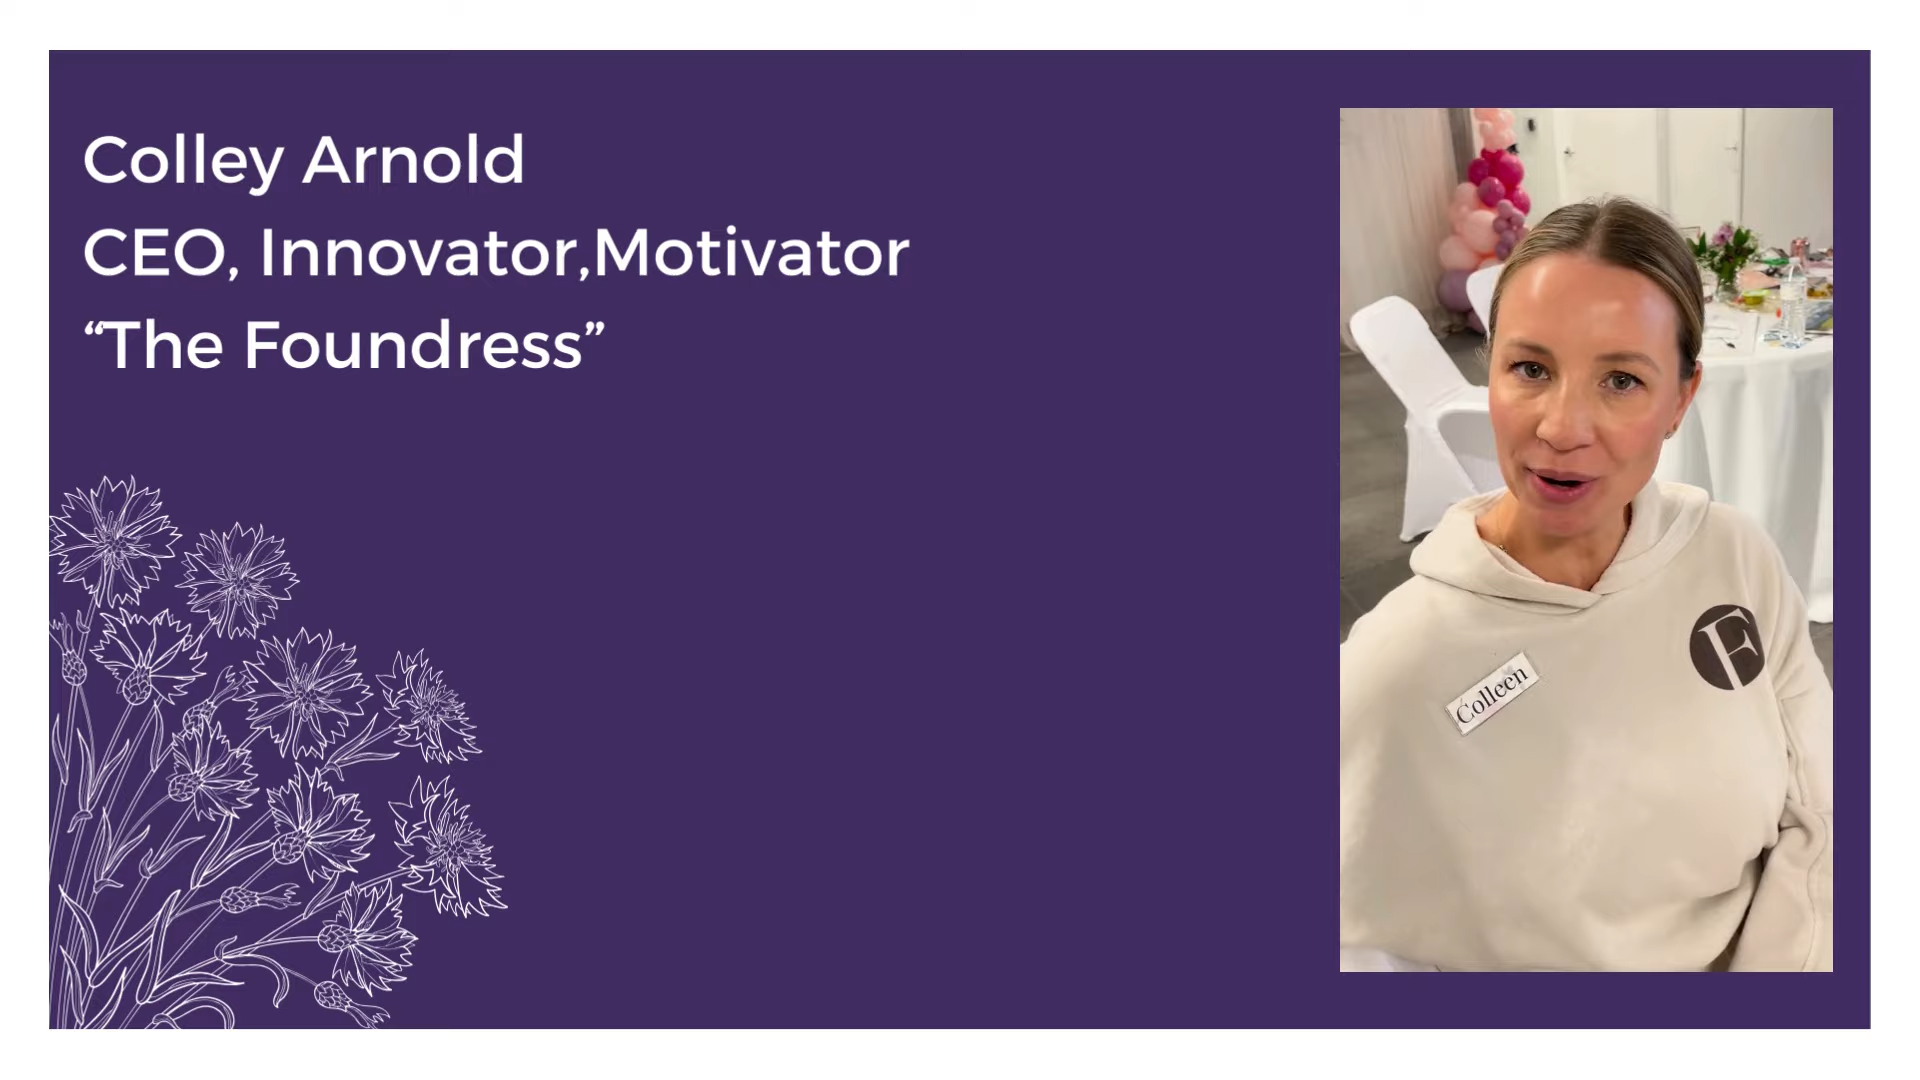 Colley Arnold
CEO, Innovator,Motivator
“The Foundress”
Colleen
F